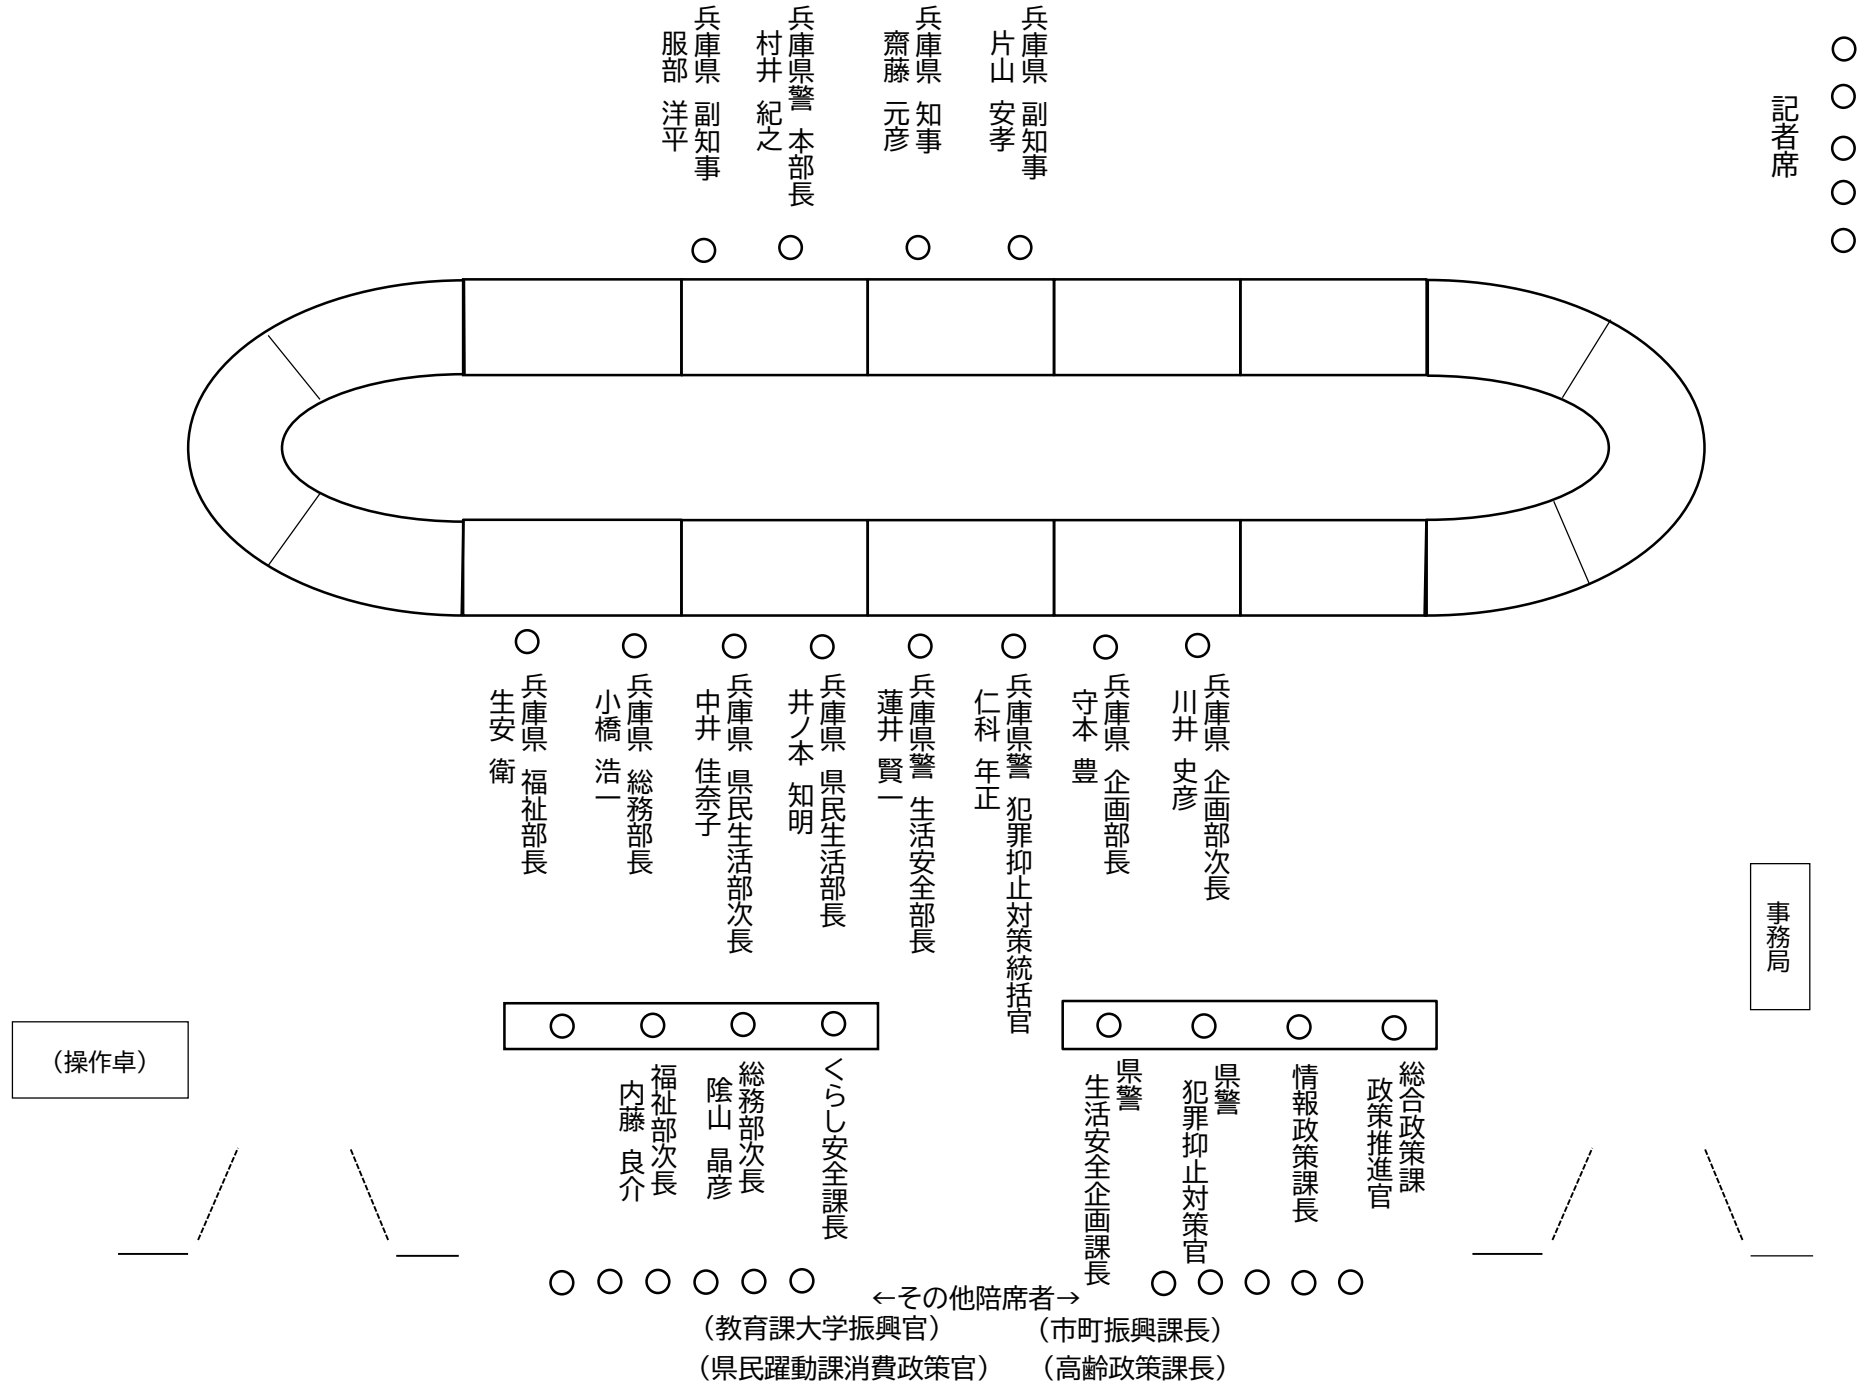 兵庫県 副知事
服部 洋平
兵庫県警 本部長
村井 紀之
兵庫県 知事
齋藤 元彦
兵庫県 副知事
片山 安孝
記者席
兵庫県 福祉部長
生安 衛
兵庫県 総務部長
小橋 浩一
兵庫県 県民生活部次長
中井 佳奈子
兵庫県 県民生活部長
井ノ本 知明
兵庫県警 生活安全部長
蓮井 賢一
兵庫県警 犯罪抑止対策統括官
仁科 年正
兵庫県 企画部長
守本 豊
兵庫県 企画部次長
川井 史彦
事務局
（操作卓）
福祉部次長
内藤 良介
総務部次長
陰山 晶彦
くらし安全課長
県警
生活安全企画課長
県警
犯罪抑止対策官
情報政策課長
総合政策課
政策推進官
←その他陪席者→
（教育課大学振興官）
（市町振興課長）
（県民躍動課消費政策官）
（高齢政策課長）